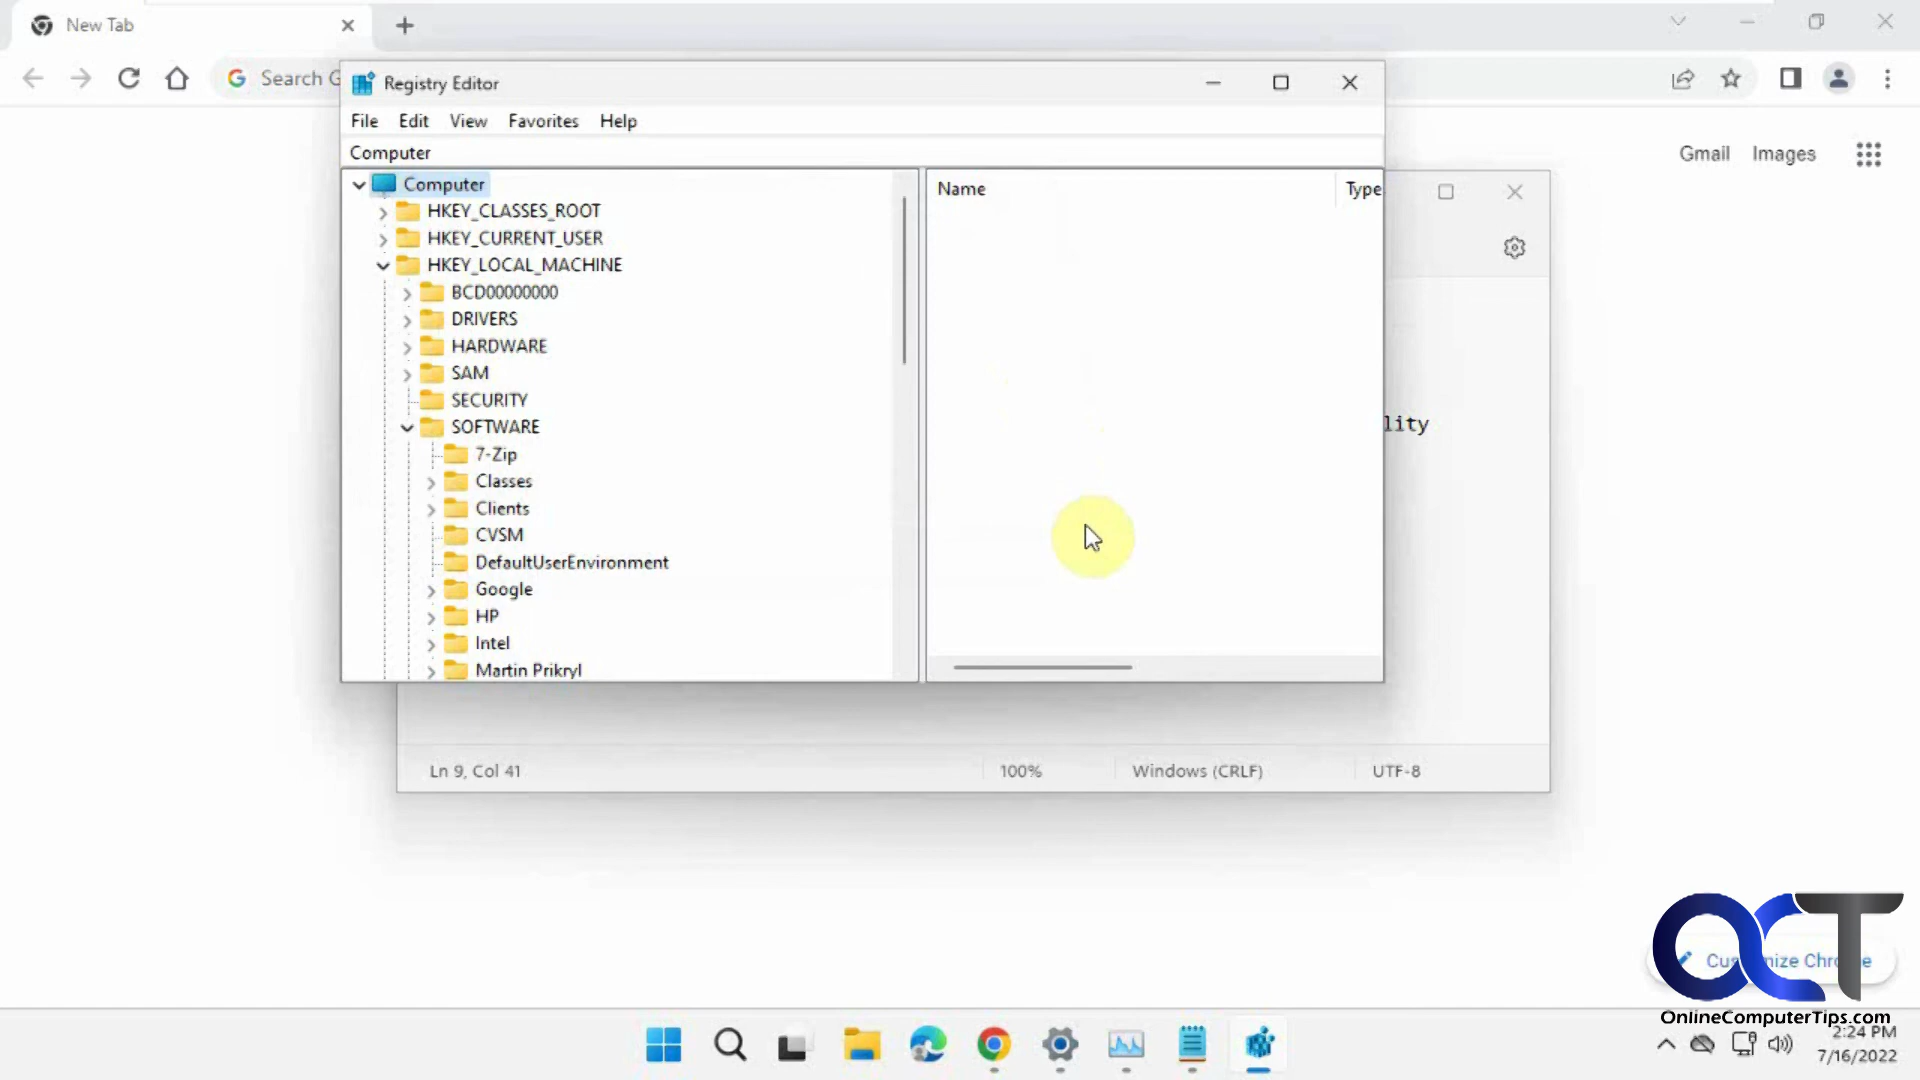 New Tab
Search G
Registry Editor
File Edit View Favorites Help
Computer
Gmail Images
Computer
HKEY_CLASSES_ROOT
HKEY_CURRENT_USER
HKEY_LOCAL_MACHINE
BCD00000000
DRIVERS
HARDWARE
SAM
SECURITY
SOFTWARE
7-Zip
Classes
Clients
CVSM
DefaultUserEnvironment
Google
HP
Intel
Martin Prikryl
Name Type
lity
Ln 9, Col 41 100% Windows (CRLF) UTF-8
OCT
OnlineComputerTips.com
2:24 PM
7/16/2022